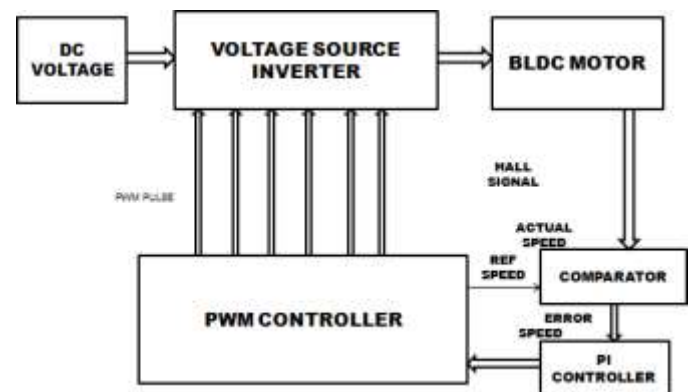 DC
VOLTAGE
VOLTAGE SOURCE
INVERTER
BLDC MOTOR
HALL
SIGNAL
PWM PULSE
ACTUAL
SPEED
REF
SPEED
COMPARATOR
PWM CONTROLLER
ERROR
SPEED
PI
CONTROLLER